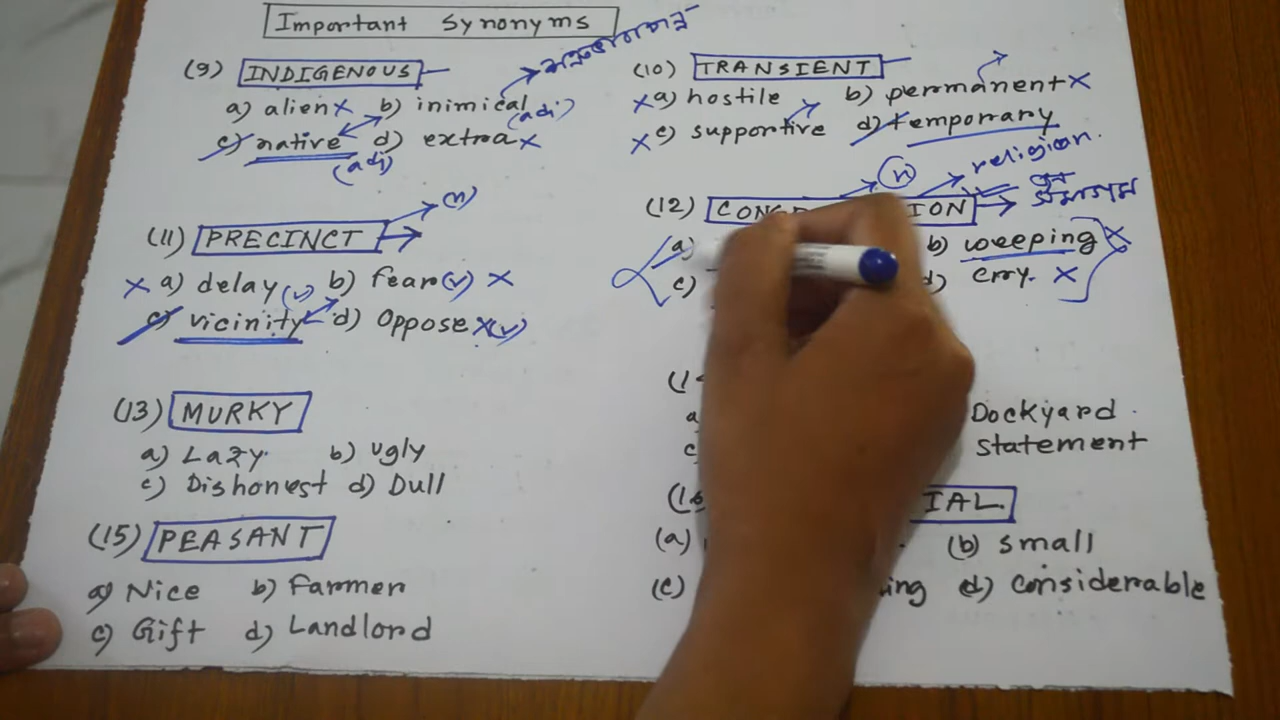 Important Synonyms
(9) INDIGENOUS
a) alien x b) inimical (adj)
c) native d) extra x
(adj)
(10) TRANSIENT
x a) hostile b) permanent x
x c) supportive d) temporary
(11) PRECINCT (n)
x a) delay (v) b) fear (v) x
c) vicinity d) Oppose x (v)
(12) (n) religion.
a) b) weeping x
c) d) cry. x
(13) MURKY
a) Lazy. b) Ugly
c) Dishonest d) Dull
a Dockyard.
c statement
(15) PEASANT
a) Nice b) Farmer
c) Gift d) Landlord
(16
(a) (b) small
(c) d) considerable